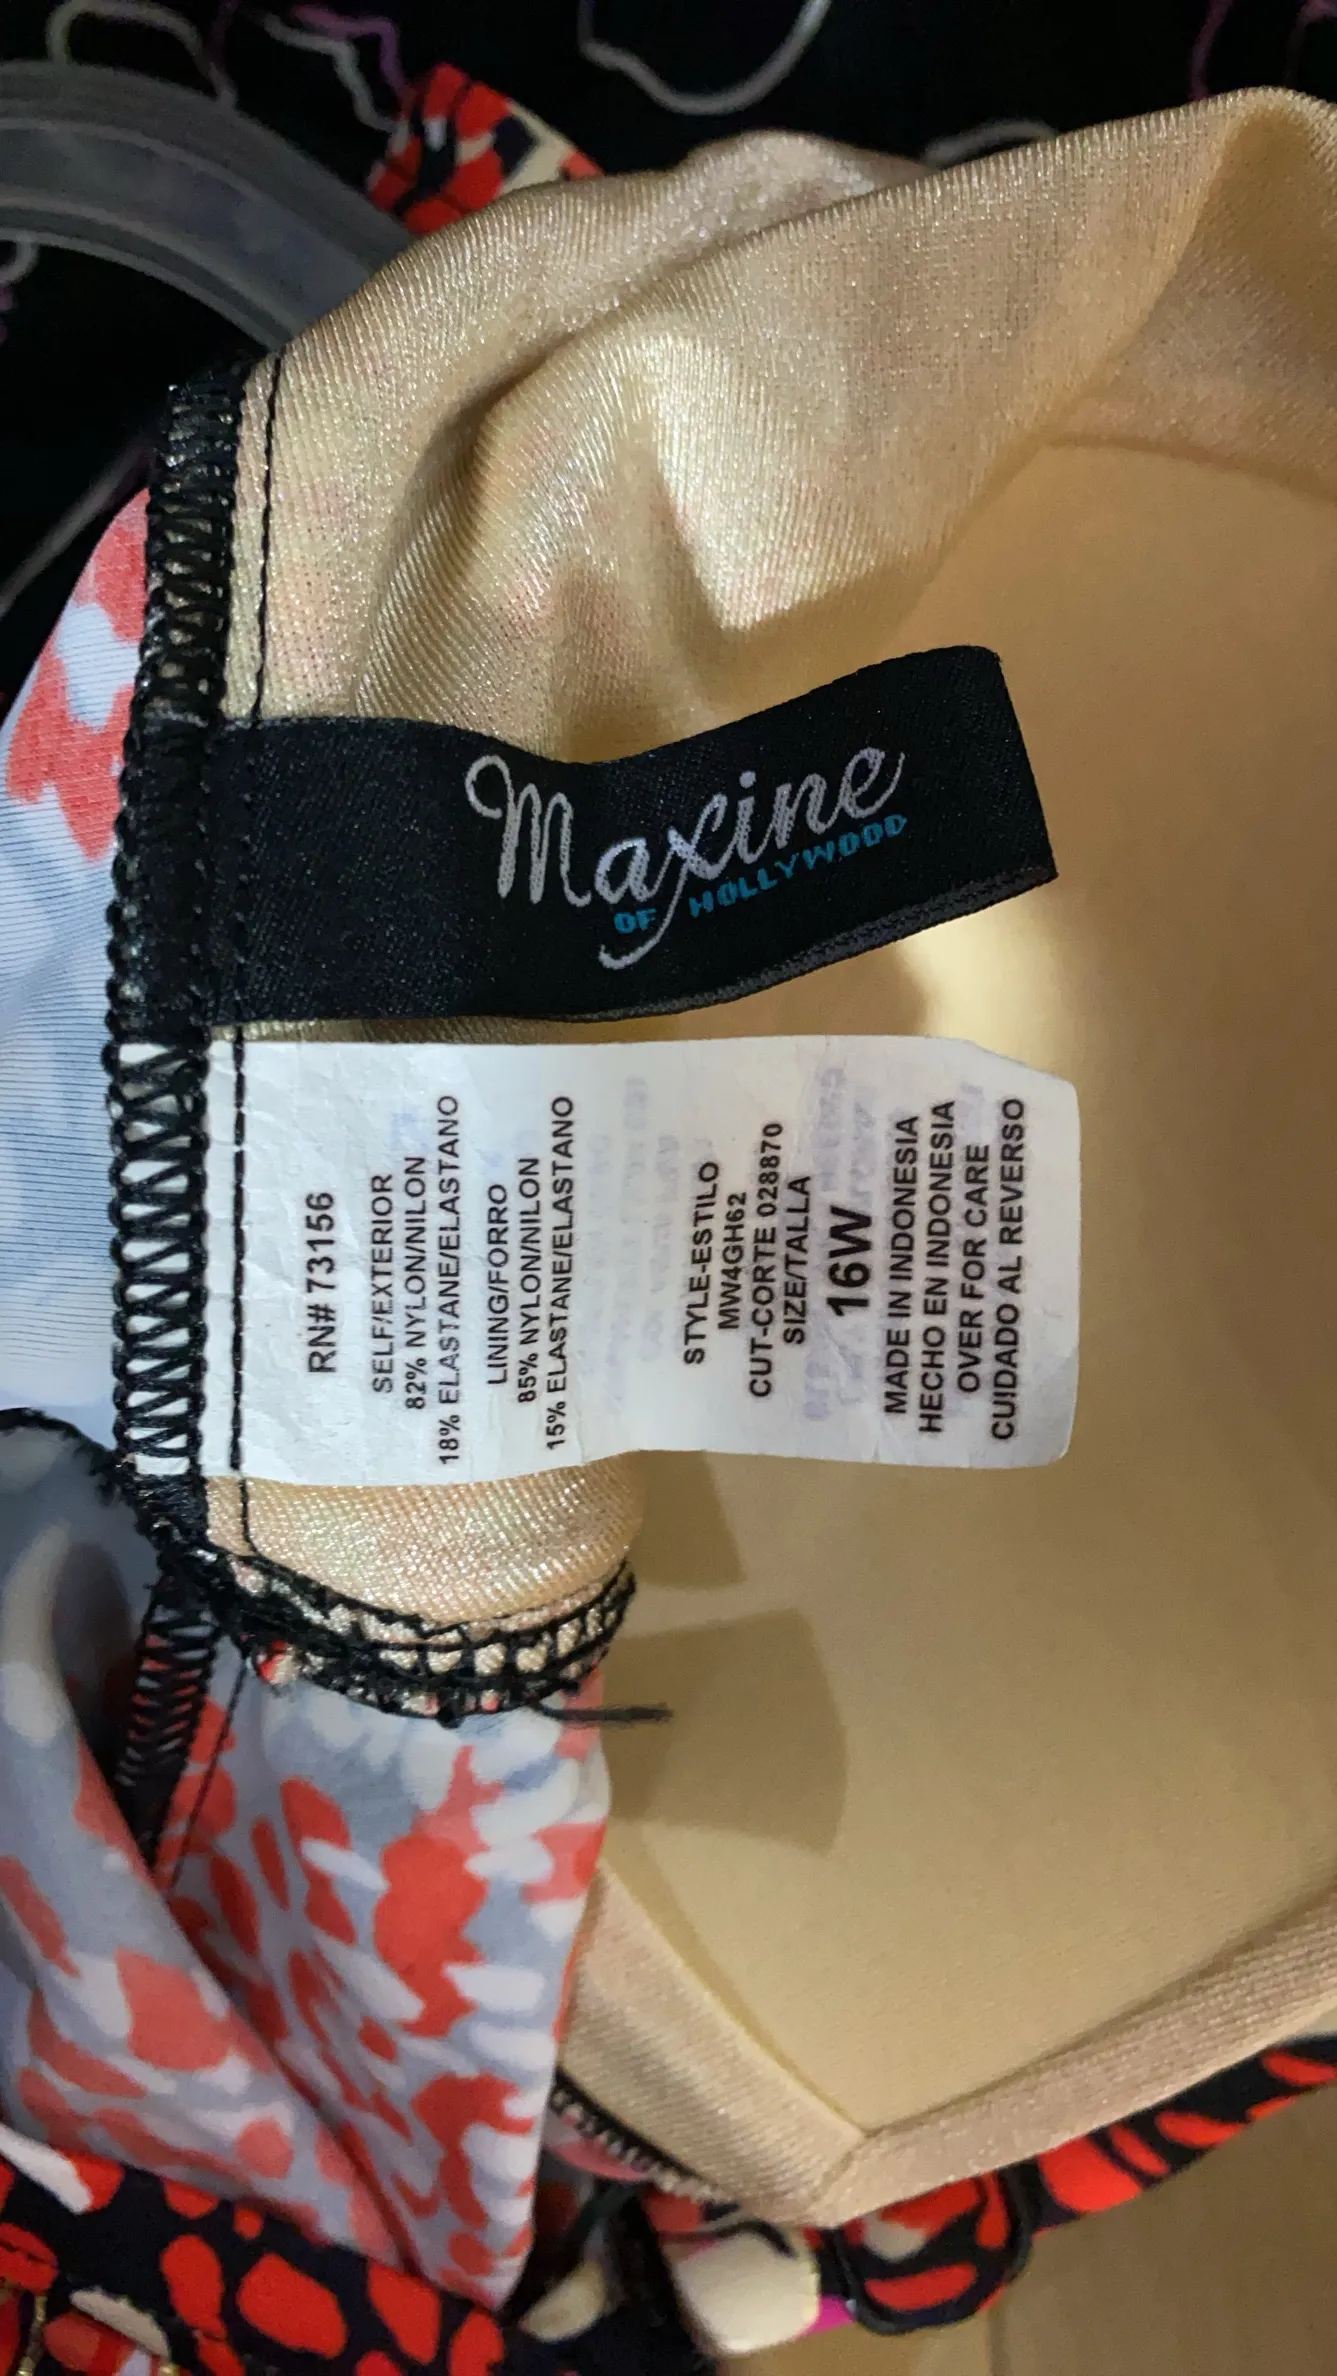 Maxine
OF HOLLYWOOD
RN# 73156
SELF/EXTERIOR
82% NYLON/NILON
18% ELASTANE/ELASTANO
LINING/FORRO
85% NYLON/NILON
15% ELASTANE/ELASTANO
STYLE-ESTILO
MW4GH62
CUT-CORTE 028870
SIZE/TALLA
16W
MADE IN INDONESIA
HECHO EN INDONESIA
OVER FOR CARE
CUIDADO AL REVERSO